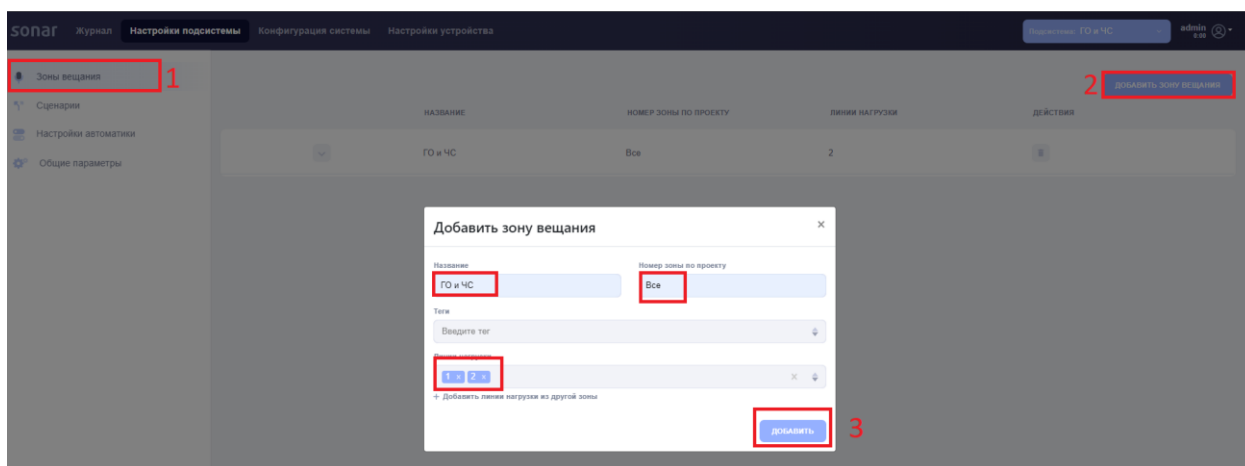 sonar Журнал Настройки подсистемы Конфигурация системы Настройки устройства Подсистема: ГО и ЧС admin
Зоны вещания 1
2 ДОБАВИТЬ ЗОНУ ВЕЩАНИЯ
Сценарии
НАЗВАНИЕ НОМЕР ЗОНЫ ПО ПРОЕКТУ ЛИНИИ НАГРУЗКИ ДЕЙСТВИЯ
Настройки автоматики
ГО и ЧС Все 2
Общие параметры
Добавить зону вещания ×
Название Номер зоны по проекту
ГО и ЧС Все
Теги
Введите тег
Линии нагрузки
1 × 2 × ×
+ Добавить линии нагрузки из другой зоны
ДОБАВИТЬ 3